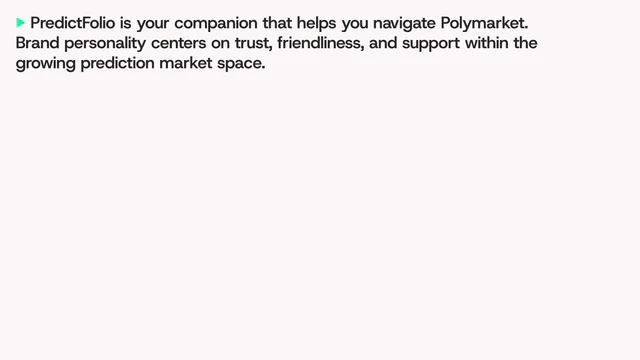 PredictFolio is your companion that helps you navigate Polymarket.
Brand personality centers on trust, friendliness, and support within the
growing prediction market space.